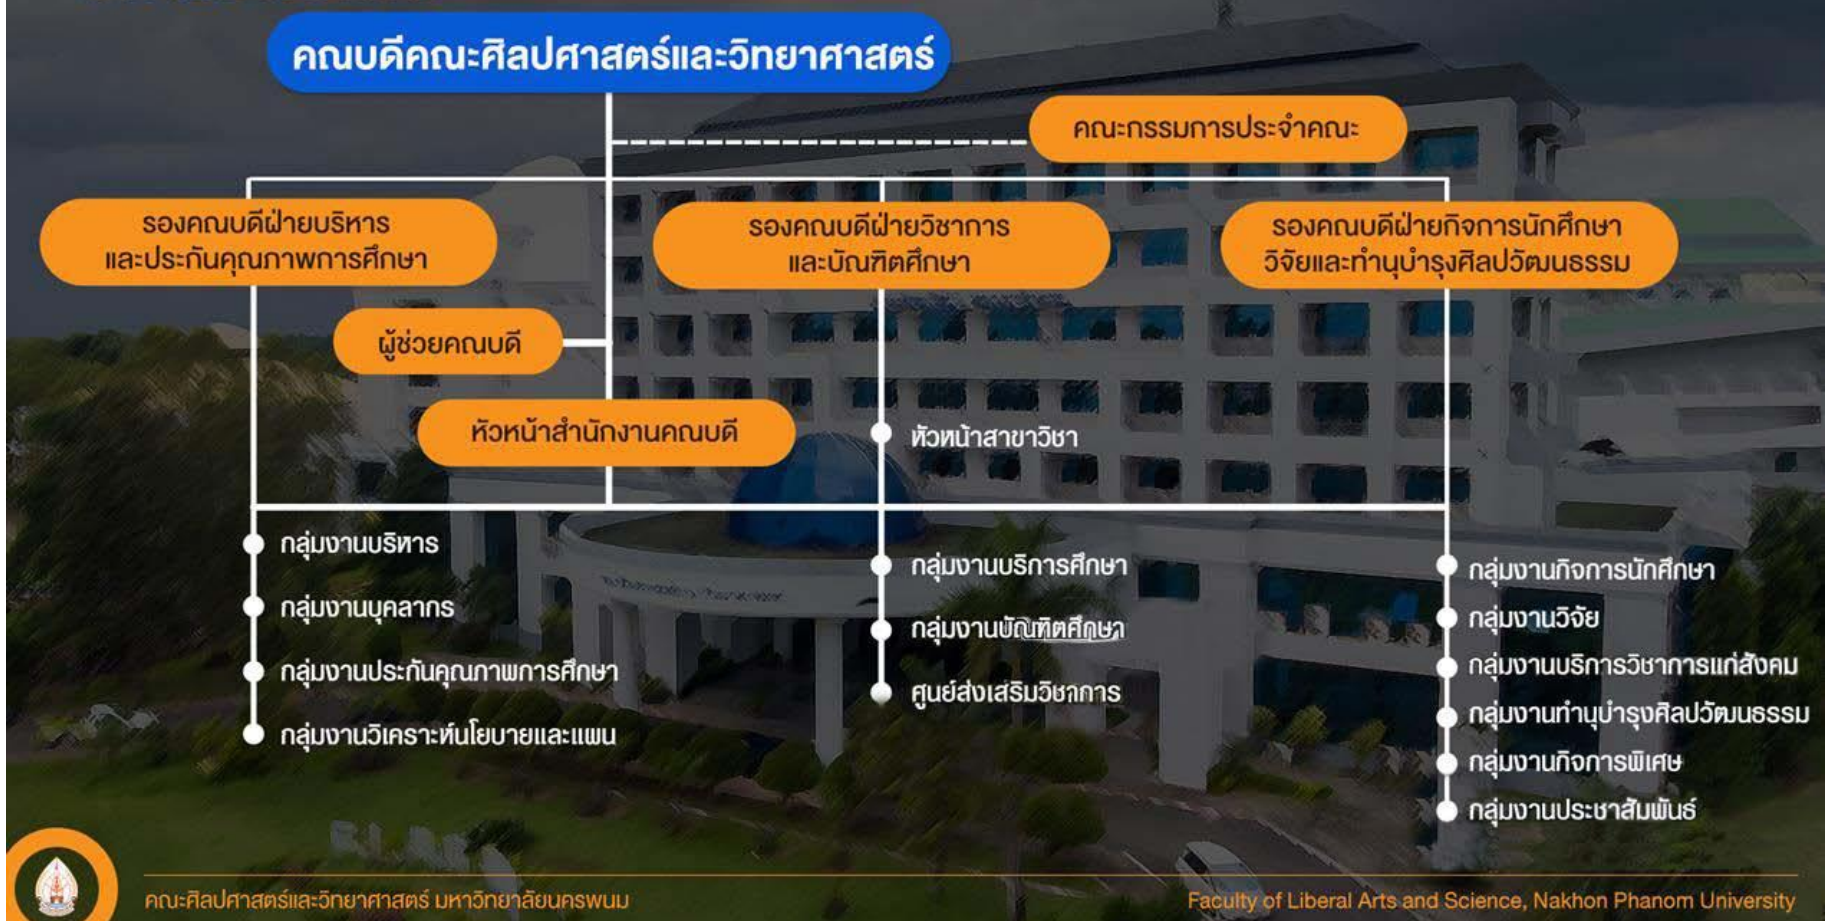 คณบดีคณะศิลปศาสตร์และวิทยาศาสตร์
คณะกรรมการประจำคณะ
รองคณบดีฝ่ายบริหาร
และประกันคุณภาพการศึกษา
รองคณบดีฝ่ายวิชาการ
และบัณฑิตศึกษา
รองคณบดีฝ่ายกิจการนักศึกษา
วิจัยและทำนุบำรุงศิลปวัฒนธรรม
ผู้ช่วยคณบดี
หัวหน้าสำนักงานคณบดี
หัวหน้าสาขาวิชา
กลุ่มงานบริหาร
กลุ่มงานบุคลากร
กลุ่มงานประกันคุณภาพการศึกษา
กลุ่มงานวิเคราะห์นโยบายและแผน
กลุ่มงานบริการศึกษา
กลุ่มงานบัณฑิตศึกษา
ศูนย์ส่งเสริมวิชาการ
กลุ่มงานกิจการนักศึกษา
กลุ่มงานวิจัย
กลุ่มงานบริการวิชาการแก่สังคม
กลุ่มงานทำนุบำรุงศิลปวัฒนธรรม
กลุ่มงานกิจการพิเศษ
กลุ่มงานประชาสัมพันธ์
คณะศิลปศาสตร์และวิทยาศาสตร์ มหาวิทยาลัยนครพนม
Faculty of Liberal Arts and Science, Nakhon Phanom University